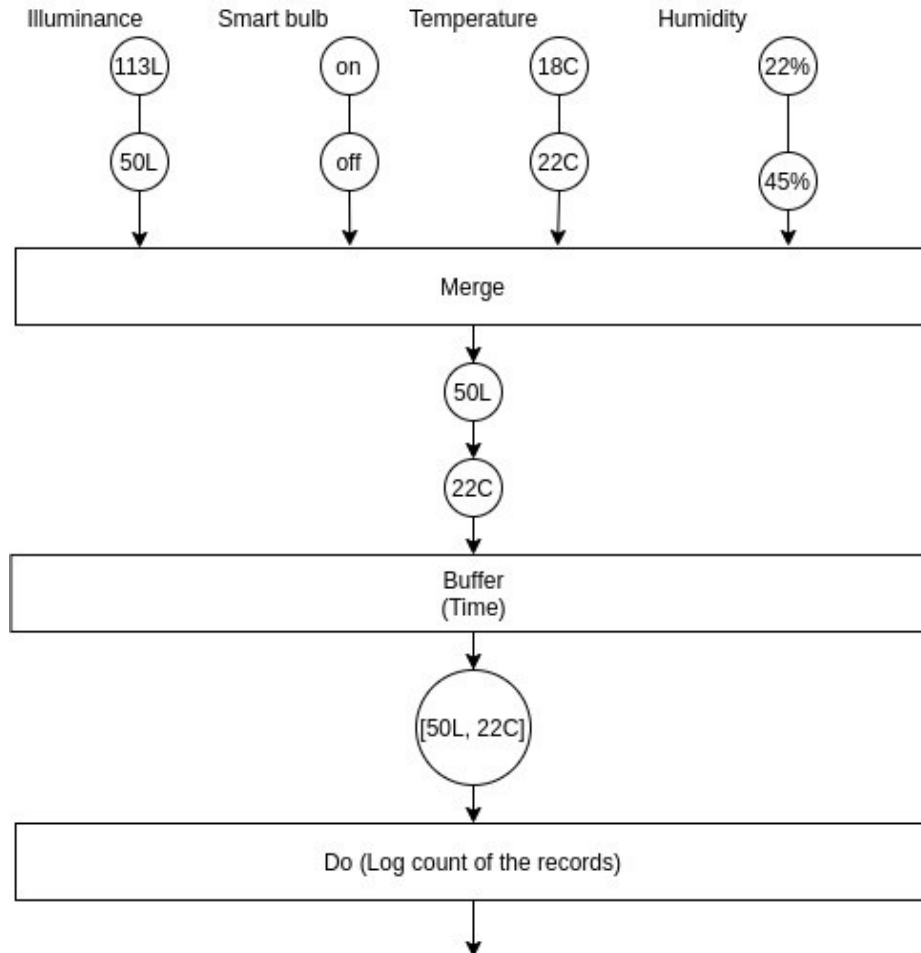 Illuminance Smart bulb Temperature Humidity
113L on 18C 22%
50L off 22C 45%
Merge
50L
22C
Buffer
(Time)
[50L, 22C]
Do (Log count of the records)